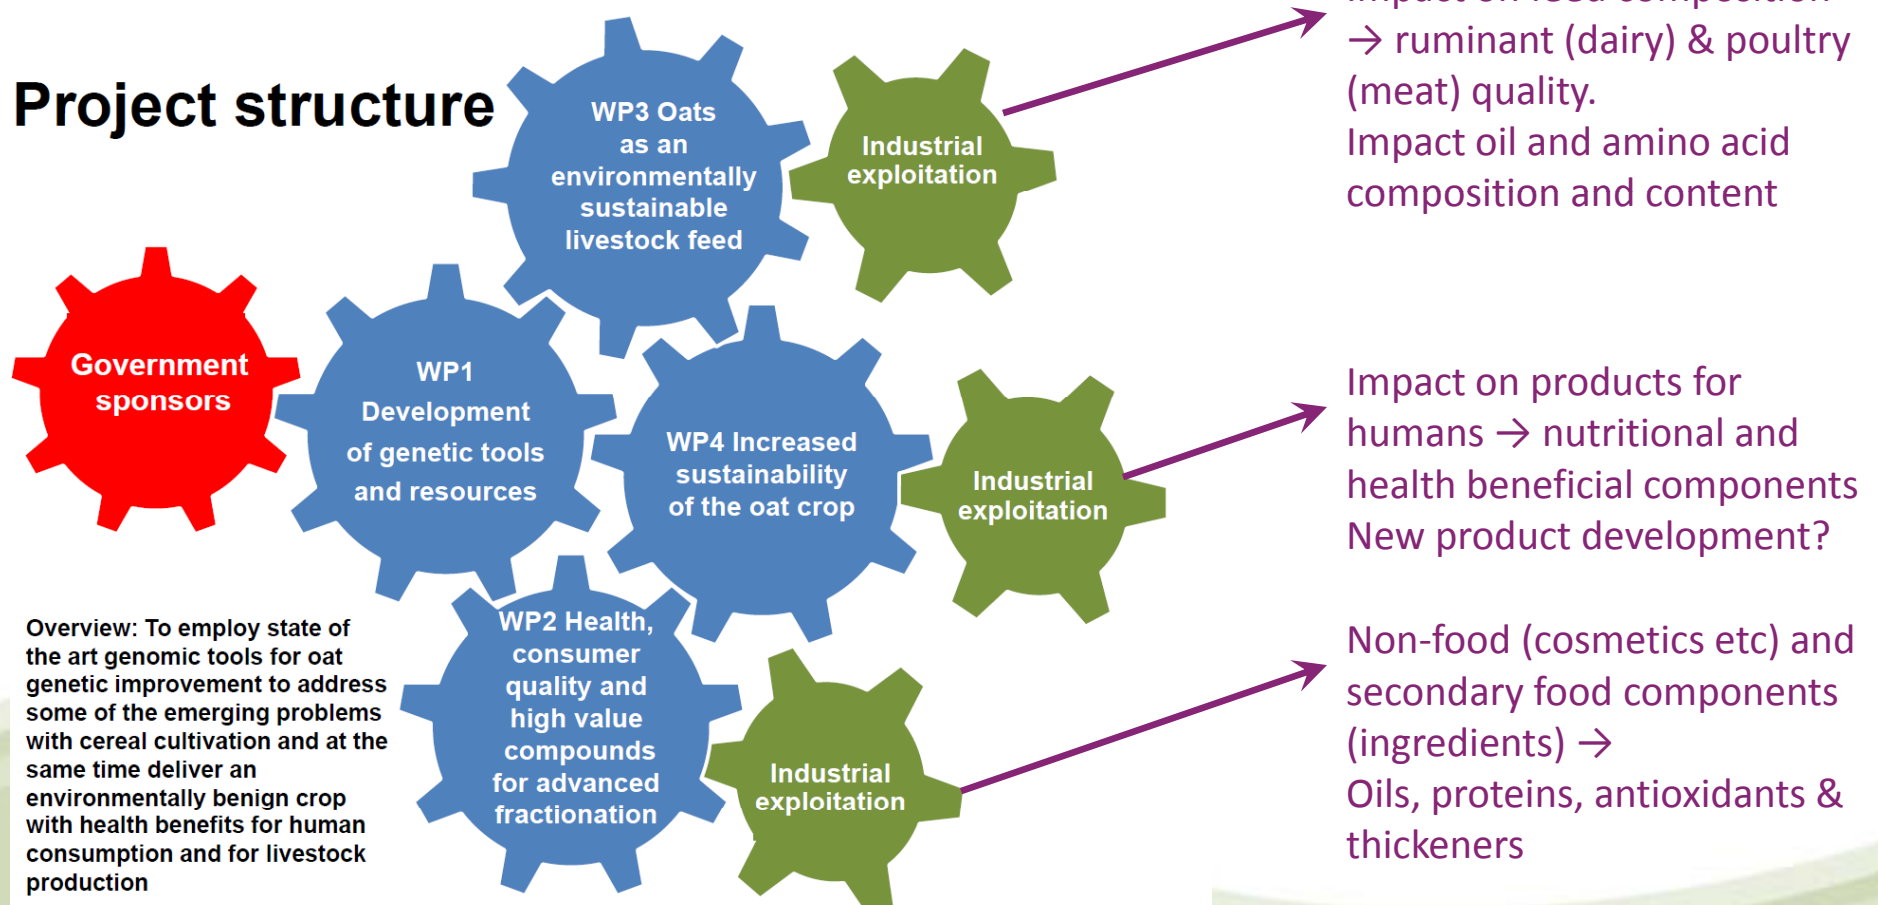 Project structure
WP3 Oats
as an
environmentally
sustainable
livestock feed
Industrial
exploitation
Impact on feed composition
→ ruminant (dairy) & poultry
(meat) quality.
Impact oil and amino acid
composition and content
Government
sponsors
WP1
Development
of genetic tools
and resources
WP4 Increased
sustainability
of the oat crop
Industrial
exploitation
Impact on products for
humans → nutritional and
health beneficial components
New product development?
Overview: To employ state of
the art genomic tools for oat
genetic improvement to address
some of the emerging problems
with cereal cultivation and at the
same time deliver an
environmentally benign crop
with health benefits for human
consumption and for livestock
production
WP2 Health,
consumer
quality and
high value
compounds
for advanced
fractionation
Industrial
exploitation
Non-food (cosmetics etc) and
secondary food components
(ingredients) →
Oils, proteins, antioxidants &
thickeners